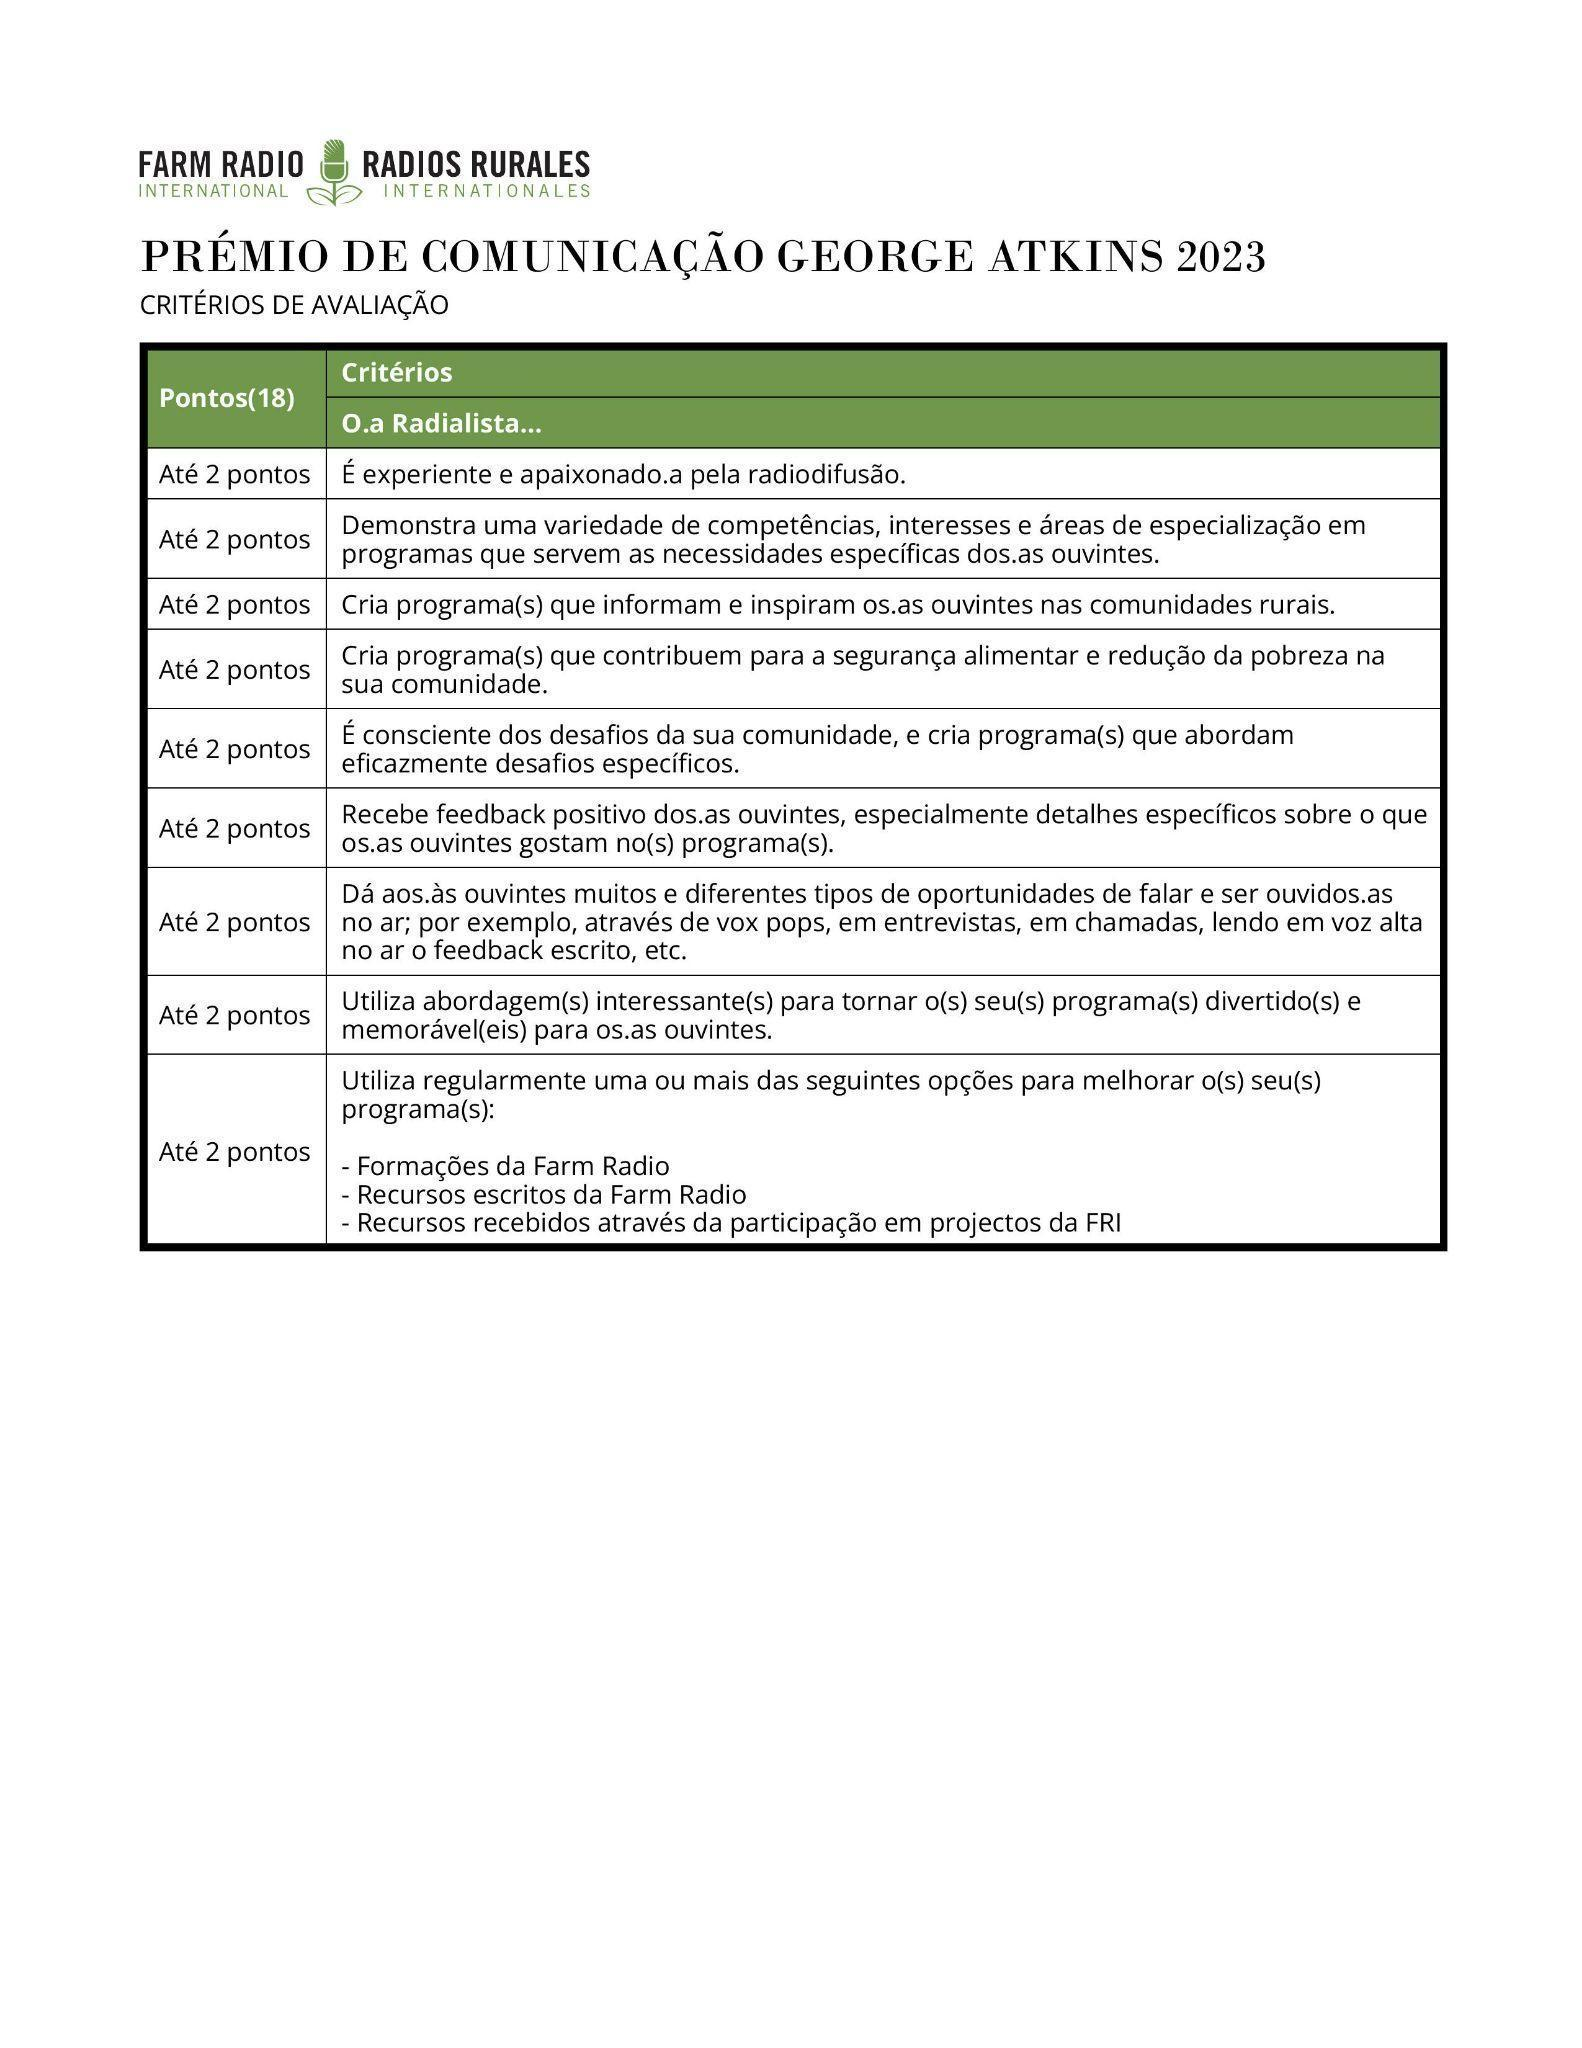 FARM RADIO RADIOS RURALES
INTERNATIONAL INTERNATIONALES
PRÉMIO DE COMUNICAÇÃO GEORGE ATKINS 2023
CRITÉRIOS DE AVALIAÇÃO
Pontos(18)
Critérios
O.a Radialista...
Até 2 pontos
É experiente e apaixonado.a pela radiodifusão.
Até 2 pontos
Demonstra uma variedade de competências, interesses e áreas de especialização em
programas que servem as necessidades específicas dos.as ouvintes.
Até 2 pontos
Cria programa(s) que informam e inspiram os.as ouvintes nas comunidades rurais.
Até 2 pontos
Cria programa(s) que contribuem para a segurança alimentar e redução da pobreza na
sua comunidade.
Até 2 pontos
É consciente dos desafios da sua comunidade, e cria programa(s) que abordam
eficazmente desafios específicos.
Até 2 pontos
Recebe feedback positivo dos.as ouvintes, especialmente detalhes específicos sobre o que
os.as ouvintes gostam no(s) programa(s).
Até 2 pontos
Dá aos.às ouvintes muitos e diferentes tipos de oportunidades de falar e ser ouvidos.as
no ar; por exemplo, através de vox pops, em entrevistas, em chamadas, lendo em voz alta
no ar o feedback escrito, etc.
Até 2 pontos
Utiliza abordagem(s) interessante(s) para tornar o(s) seu(s) programa(s) divertido(s) e
memorável(eis) para os.as ouvintes.
Até 2 pontos
Utiliza regularmente uma ou mais das seguintes opções para melhorar o(s) seu(s)
programa(s):
- Formações da Farm Radio
- Recursos escritos da Farm Radio
- Recursos recebidos através da participação em projectos da FRI